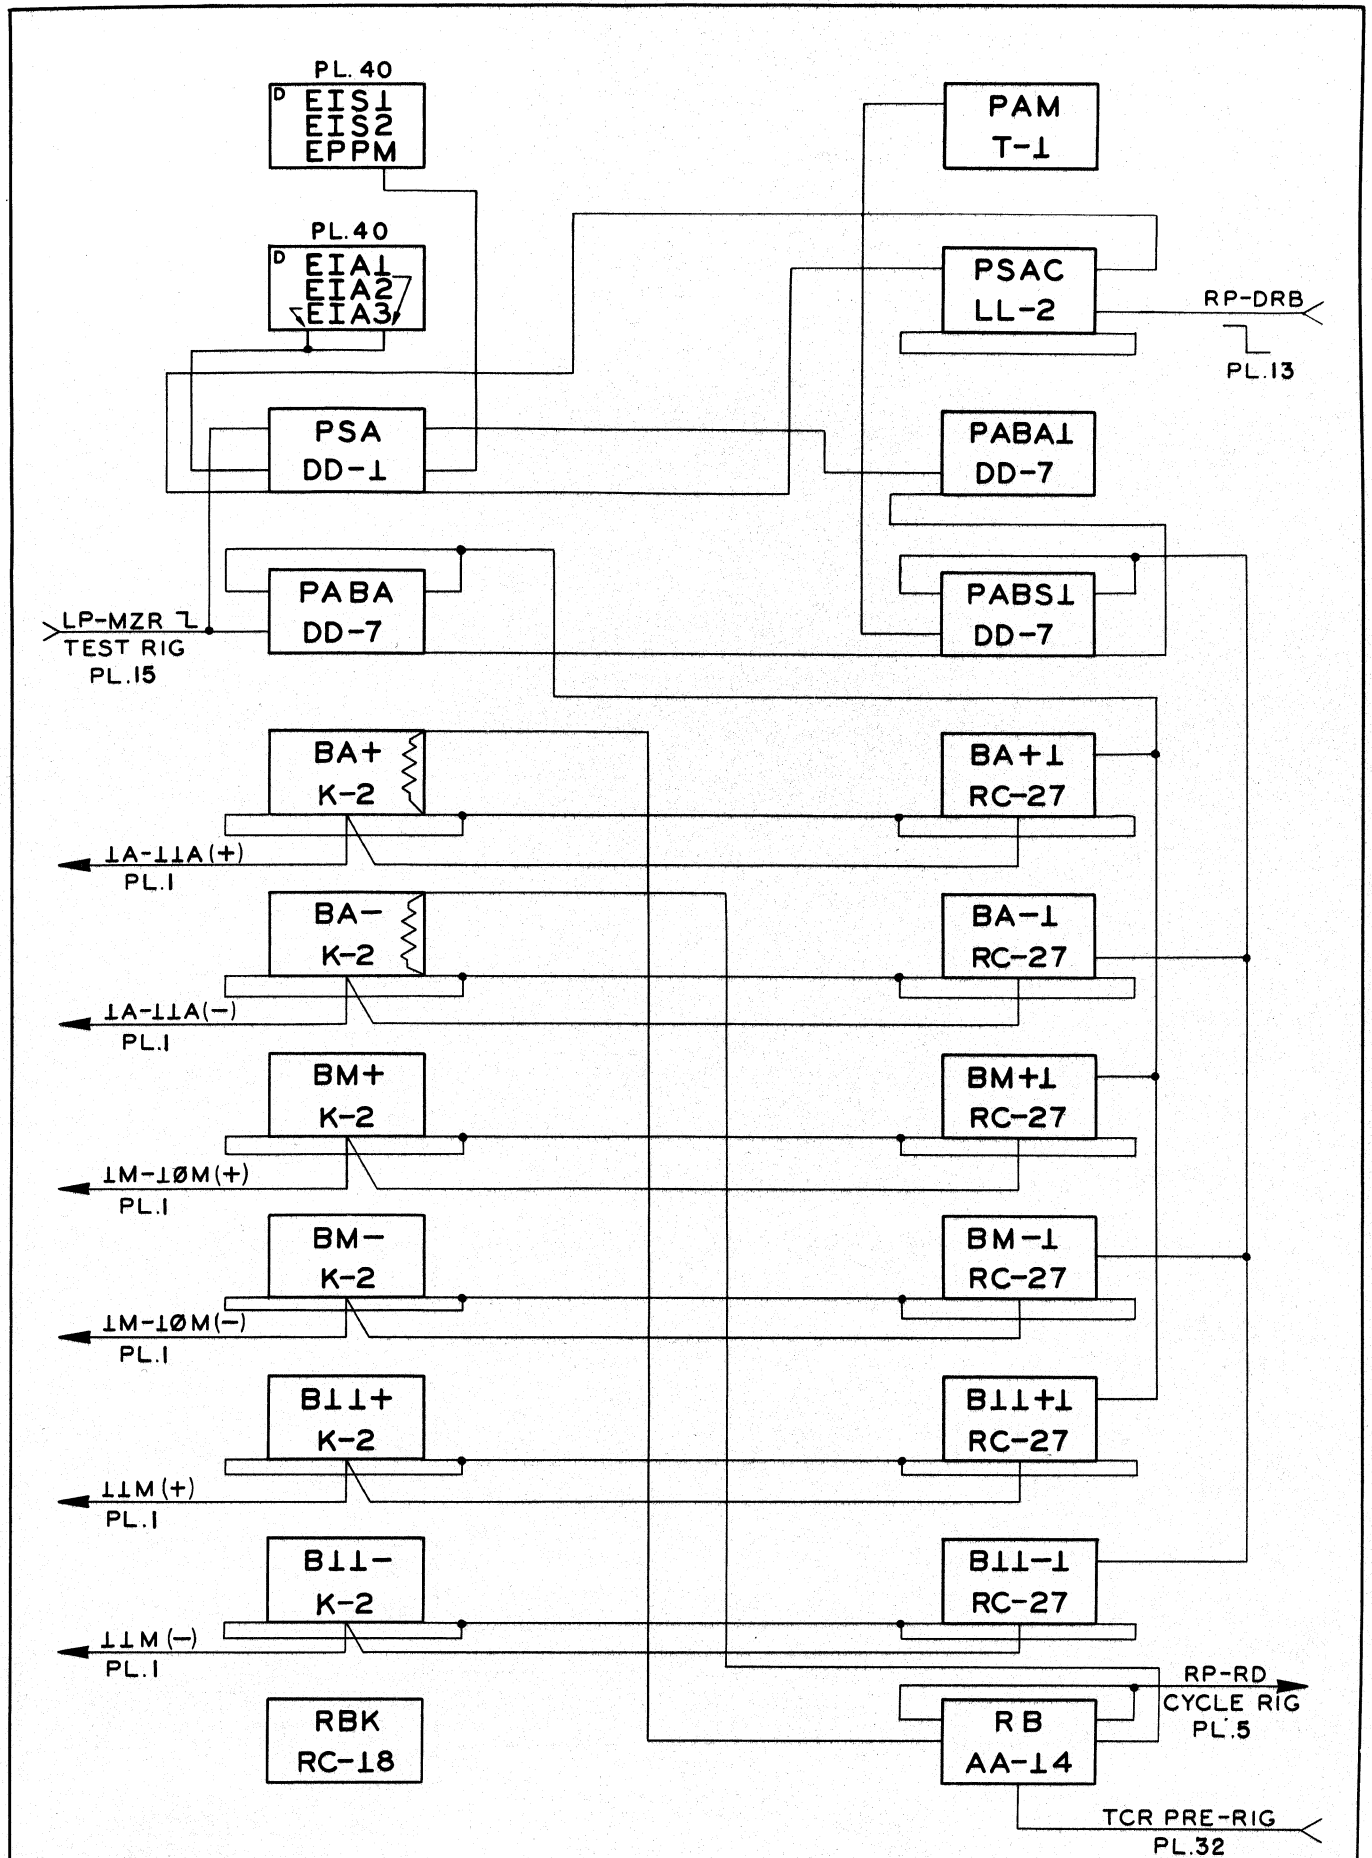 PL. 40
D EIS1
EIS2
EPPM
PAM
T-1
PL.40
D EIA1
EIA2
EIA3
PSAC
LL-2
RP-DRB
PL.13
PSA
DD-1
PABA1
DD-7
PABA
DD-7
PABS1
DD-7
LP-MZR
TEST RIG
PL.15
BA+
K-2
BA+1
RC-27
1A-11A(+)
PL.1
BA-
K-2
BA-1
RC-27
1A-11A(-)
PL.1
BM+
K-2
BM+1
RC-27
1M-1ØM(+)
PL.1
BM-
K-2
BM-1
RC-27
1M-1ØM(-)
PL.1
B11+
K-2
B11+1
RC-27
11M(+)
PL.1
B11-
K-2
B11-1
RC-27
11M(-)
PL.1
RP-RD
CYCLE RIG
PL.5
RBK
RC-18
RB
AA-14
TCR PRE-RIG
PL.32